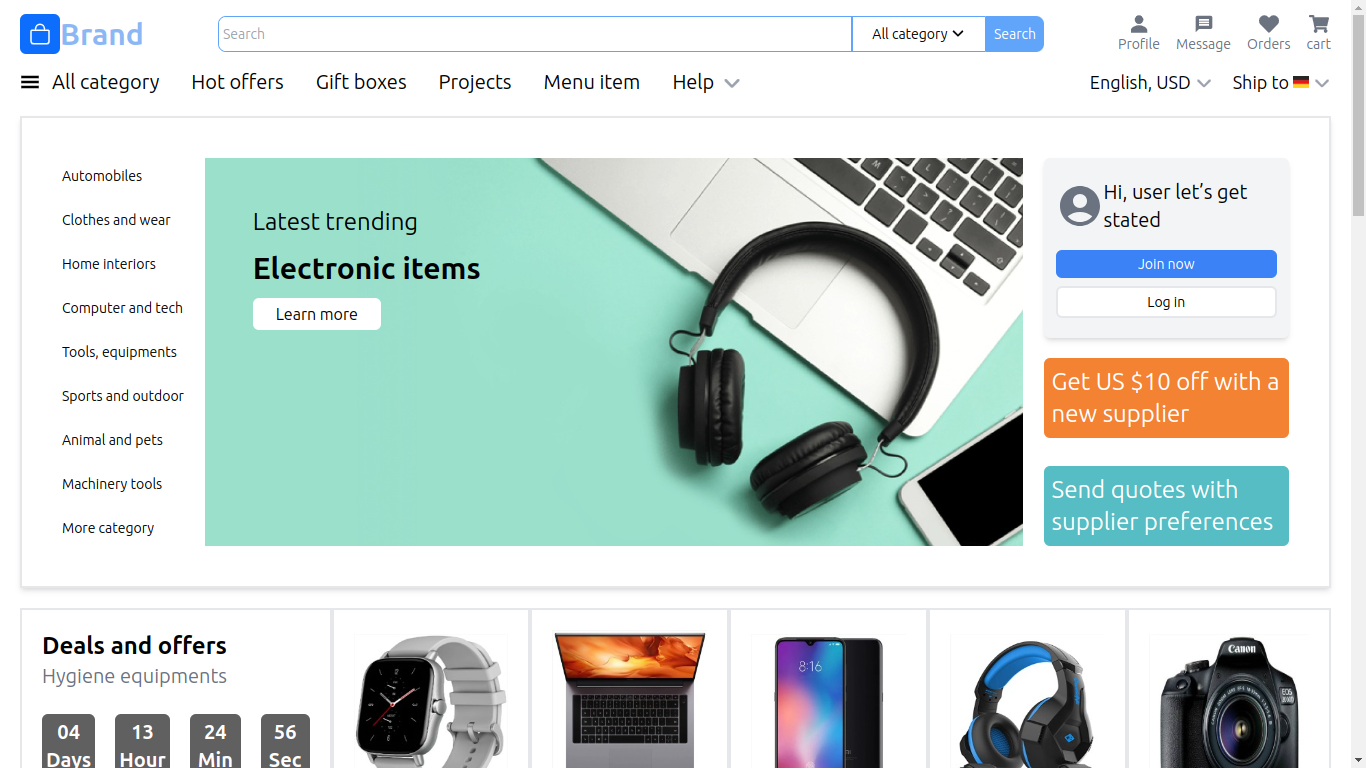 Brand
Search
All category
Search
Profile
Message
Orders
cart
All category
Hot offers
Gift boxes
Projects
Menu item
Help
English, USD
Ship to
Automobiles
Clothes and wear
Home interiors
Computer and tech
Tools, equipments
Sports and outdoor
Animal and pets
Machinery tools
More category
Latest trending
Electronic items
Learn more
Hi, user let’s get
stated
Join now
Log in
Get US $10 off with a
new supplier
Send quotes with
supplier preferences
Deals and offers
Hygiene equipments
04
Days
13
Hour
24
Min
56
Sec
8:16
Canon
EOS